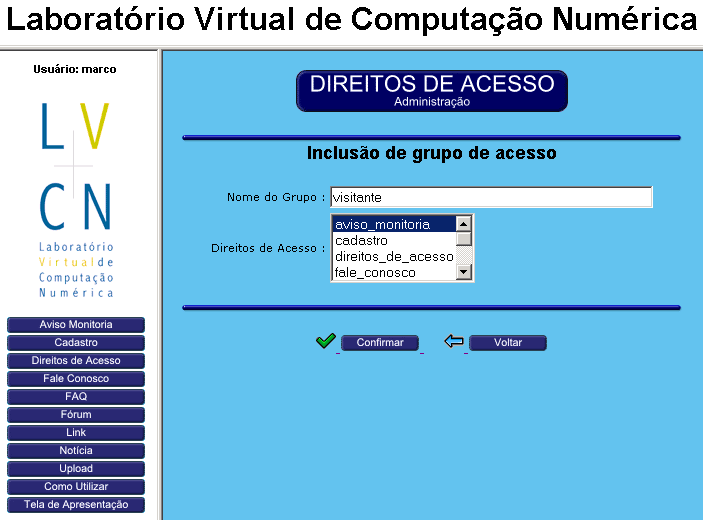 Laboratório Virtual de Computação Numérica
Usuário: marco
L V
C N
Laboratório
Virtual de
Computação
Numérica
Aviso Monitoria
Cadastro
Direitos de Acesso
Fale Conosco
FAQ
Fórum
Link
Notícia
Upload
Como Utilizar
Tela de Apresentação
DIREITOS DE ACESSO
Administração
Inclusão de grupo de acesso
Nome do Grupo : visitante
Direitos de Acesso :
aviso_monitoria
cadastro
direitos_de_acesso
fale_conosco
Confirmar Voltar